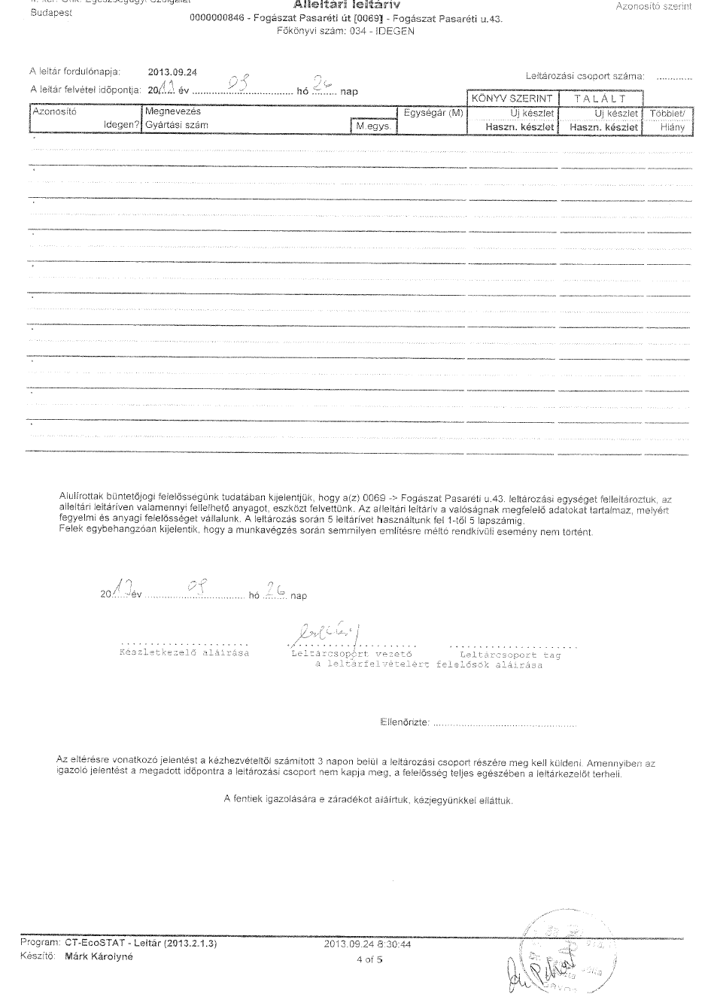 Alleltári leltárív
Budapest
Azonosító szerint
0000000846 - Fogászat Pasaréti út [0069] - Fogászat Pasaréti u.43.
Főkönyvi szám: 034 - IDEGEN
A leltár fordulónapja: 2013.09.24
Leltározási csoport száma: ............
A leltár felvétel időpontja: 2013 év 09 hó 26 nap
KÖNYV SZERINT TALÁLT
Azonosító Megnevezés Egységár (M) Új készlet Új készlet Többlet/
Idegen? Gyártási szám M.egys. Haszn. készlet Haszn. készlet Hiány
Alulírottak büntetőjogi felelősségünk tudatában kijelentjük, hogy a(z) 0069 -> Fogászat Pasaréti u.43. leltározási egységet felleltároztuk, az
alleltári leltáríven valamennyi fellelhető anyagot, eszközt felvettünk. Az alleltári leltárív a valóságnak megfelelő adatokat tartalmaz, melyért
fegyelmi és anyagi felelősséget vállalunk. A leltározás során 5 leltárívet használtunk fel 1-től 5 lapszámig.
Felek egybehangzóan kijelentik, hogy a munkavégzés során semmilyen említésre méltó rendkívüli esemény nem történt.
2013 év 09 hó 26 nap
Készletkezelő aláírása Leltárcsoport vezető Leltárcsoport tag
a leltárfelvételért felelősök aláírása
Ellenőrizte: ................
Az eltérésre vonatkozó jelentést a kézhezvételtől számított 3 napon belül a leltározási csoport részére meg kell küldeni. Amennyiben az
igazoló jelentést a megadott időpontra a leltározási csoport nem kapja meg, a felelősség teljes egészében a leltárkezelőt terheli.
A fentiek igazolására e záradékot aláírtuk, kézjegyünkkel elláttuk.
Program: CT-EcoSTAT - Leltár (2013.2.1.3) 2013.09.24 8:30:44
Készítő: Márk Károlyné 4 of 5